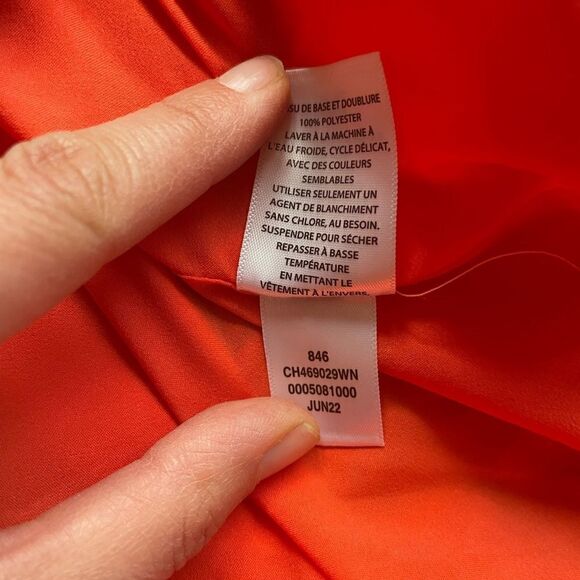 SU DE BASE ET DOUBLURE
100% POLYESTER
LAVER À LA MACHINE À
L'EAU FROIDE, CYCLE DÉLICAT,
AVEC DES COULEURS
SEMBLABLES
UTILISER SEULEMENT UN
AGENT DE BLANCHIMENT
SANS CHLORE, AU BESOIN.
SUSPENDRE POUR SÉCHER
REPASSER À BASSE
TEMPÉRATURE
EN METTANT LE
VÊTEMENT À L'ENVERS.
846
CH469029WN
0005081000
JUN22